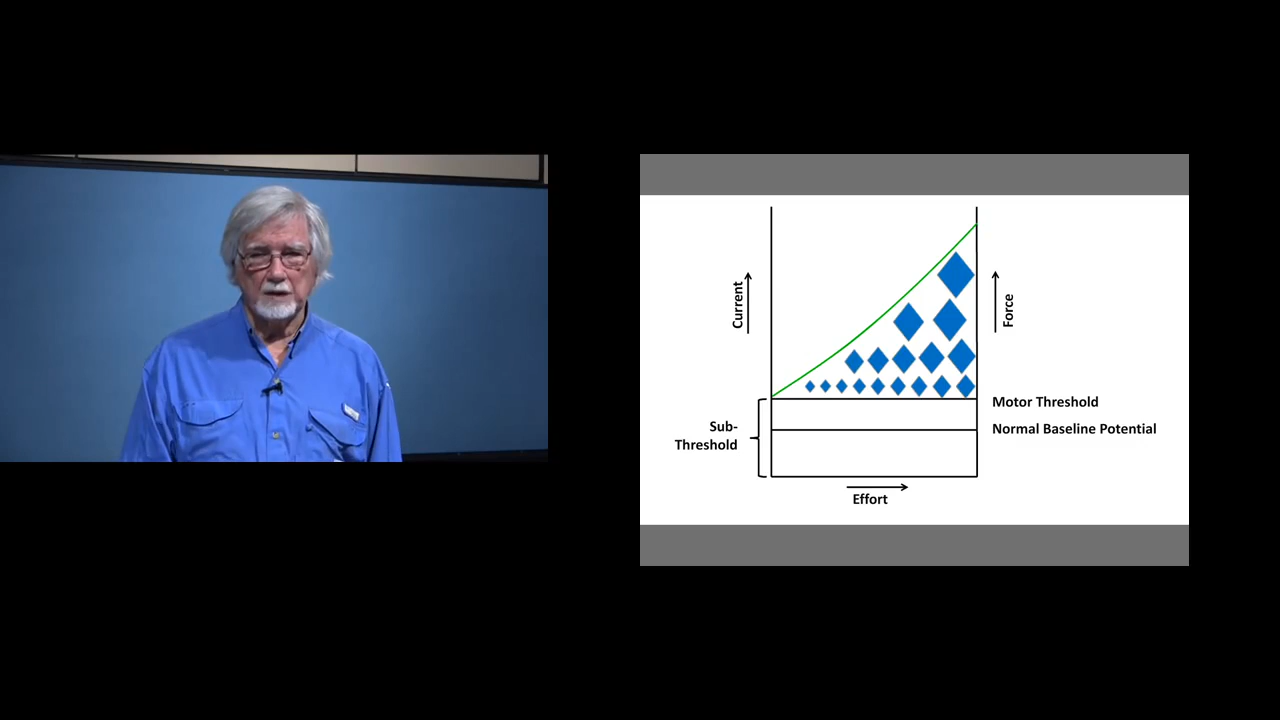 Current
Force
Motor Threshold
Sub-
Threshold
Normal Baseline Potential
Effort